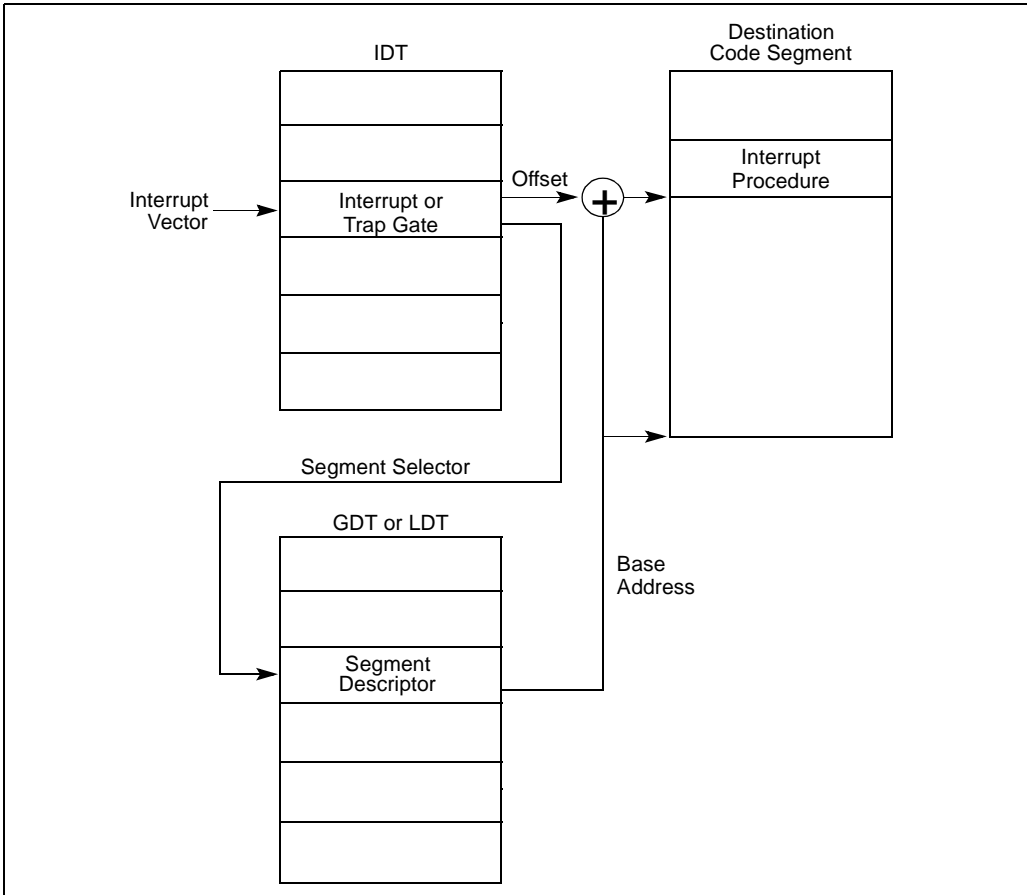 IDT
Destination
Code Segment
Interrupt
Vector
Interrupt or
Trap Gate
Offset
+
Interrupt
Procedure
Segment Selector
GDT or LDT
Base
Address
Segment
Descriptor